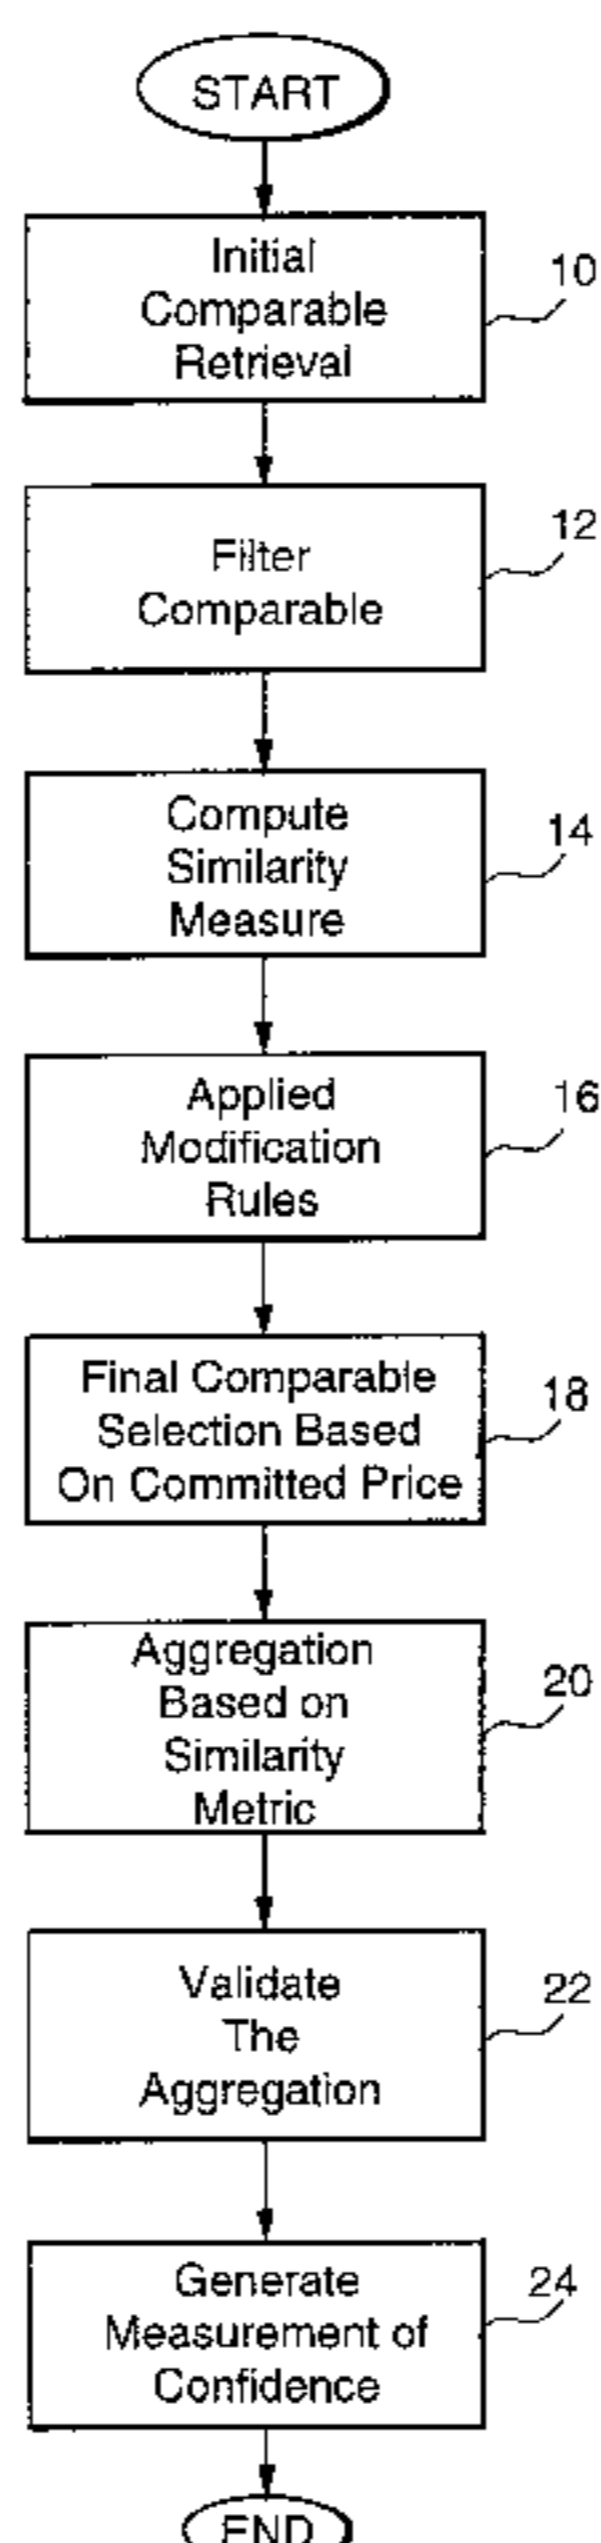 START
Initial
Comparable
Retrieval
10
Filter
Comparable
12
Compute
Similarity
Measure
14
Applied
Modification
Rules
16
Final Comparable
Selection Based
On Committed Price
18
Aggregation
Based on
Similarity
Metric
20
Validate
The
Aggregation
22
Generate
Measurement of
Confidence
24
END